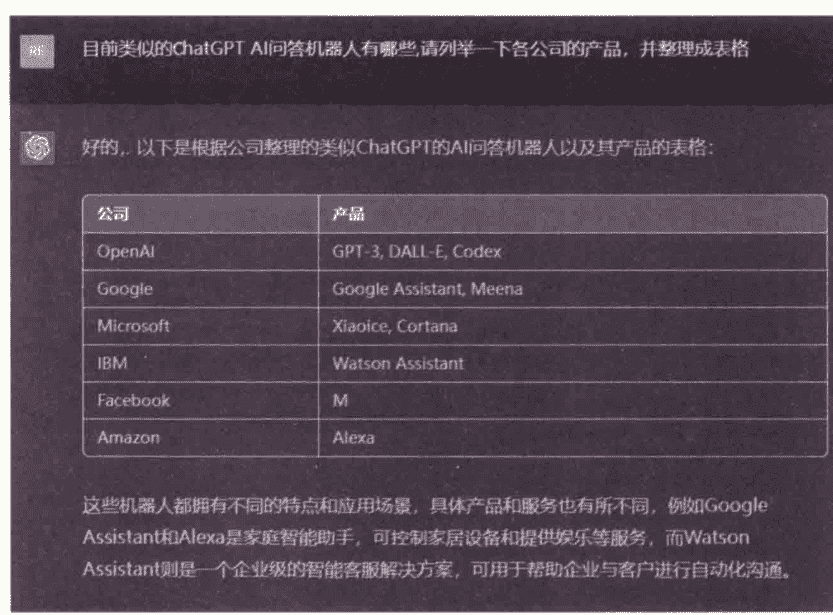 目前类似的ChatGPT AI问答机器人有哪些,请列举一下各公司的产品，并整理成表格
好的,. 以下是根据公司整理的类似ChatGPT的AI问答机器人以及其产品的表格：
公司 产品
OpenAI GPT-3, DALL-E, Codex
Google Google Assistant, Meena
Microsoft Xiaoice, Cortana
IBM Watson Assistant
Facebook M
Amazon Alexa
这些机器人都拥有不同的特点和应用场景，具体产品和服务也有所不同，例如Google
Assistant和Alexa是家庭智能助手，可控制家居设备和提供娱乐等服务，而Watson
Assistant则是一个企业级的智能客服解决方案，可用于帮助企业与客户进行自动化沟通。